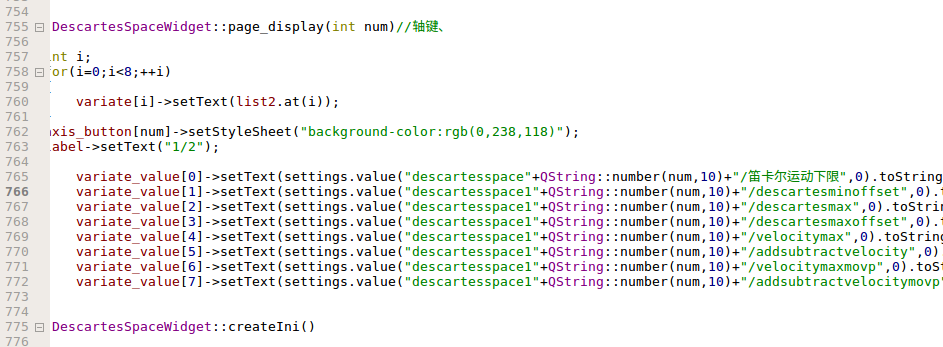 754
755 DescartesSpaceWidget::page_display(int num)//轴键、
756
757 int i;
758 for(i=0;i<8;++i)
759 {
760 variate[i]->setText(list2.at(i));
761
762 axis_button[num]->setStyleSheet("background-color:rgb(0,238,118)");
763 label->setText("1/2");
764
765 variate_value[0]->setText(settings.value("descartesspace"+QString::number(num,10)+"/笛卡尔运动下限",0).toString
766 variate_value[1]->setText(settings.value("descartesspace1"+QString::number(num,10)+"/descartesminoffset",0).t
767 variate_value[2]->setText(settings.value("descartesspace1"+QString::number(num,10)+"/descartesmax",0).toStrin
768 variate_value[3]->setText(settings.value("descartesspace1"+QString::number(num,10)+"/descartesmaxoffset",0).t
769 variate_value[4]->setText(settings.value("descartesspace1"+QString::number(num,10)+"/velocitymax",0).toString
770 variate_value[5]->setText(settings.value("descartesspace1"+QString::number(num,10)+"/addsubtractvelocity",0)
771 variate_value[6]->setText(settings.value("descartesspace1"+QString::number(num,10)+"/velocitymaxmovp",0).toSt
772 variate_value[7]->setText(settings.value("descartesspace1"+QString::number(num,10)+"/addsubtractvelocitymovp"
773
774
775 DescartesSpaceWidget::createIni()
776